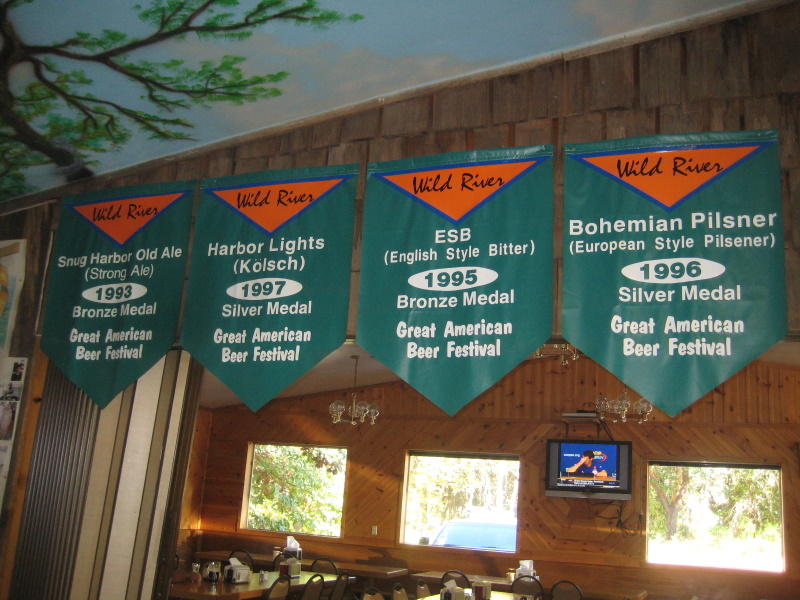 Wild River
Snug Harbor Old Ale
(Strong Ale)
1993
Bronze Medal
Great American
Beer Festival
Wild River
Harbor Lights
(Kölsch)
1997
Silver Medal
Great American
Beer Festival
Wild River
ESB
(English Style Bitter)
1995
Bronze Medal
Great American
Beer Festival
Wild River
Bohemian Pilsner
(European Style Pilsener)
1996
Silver Medal
Great American
Beer Festival